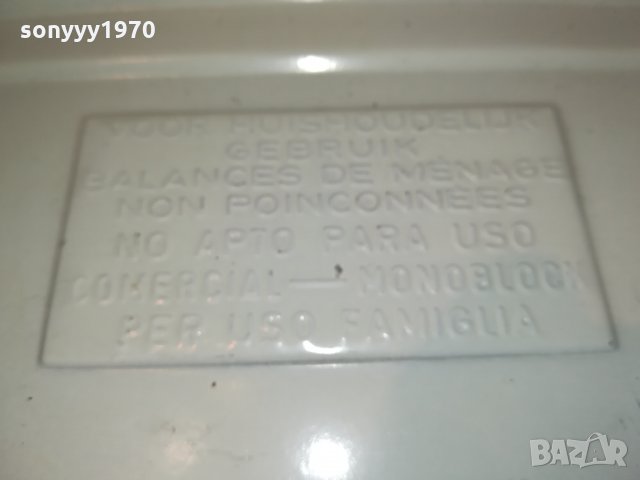 sonyyy1970
VOOR HUISHOUDELIJK
GEBRUIK
BALANCES DE MÉNAGE
NON POINCONNÉES
NO APTO PARA USO
COMERCIAL — MONOBLOCK
PER USO FAMIGLIA
BAZAR
bg